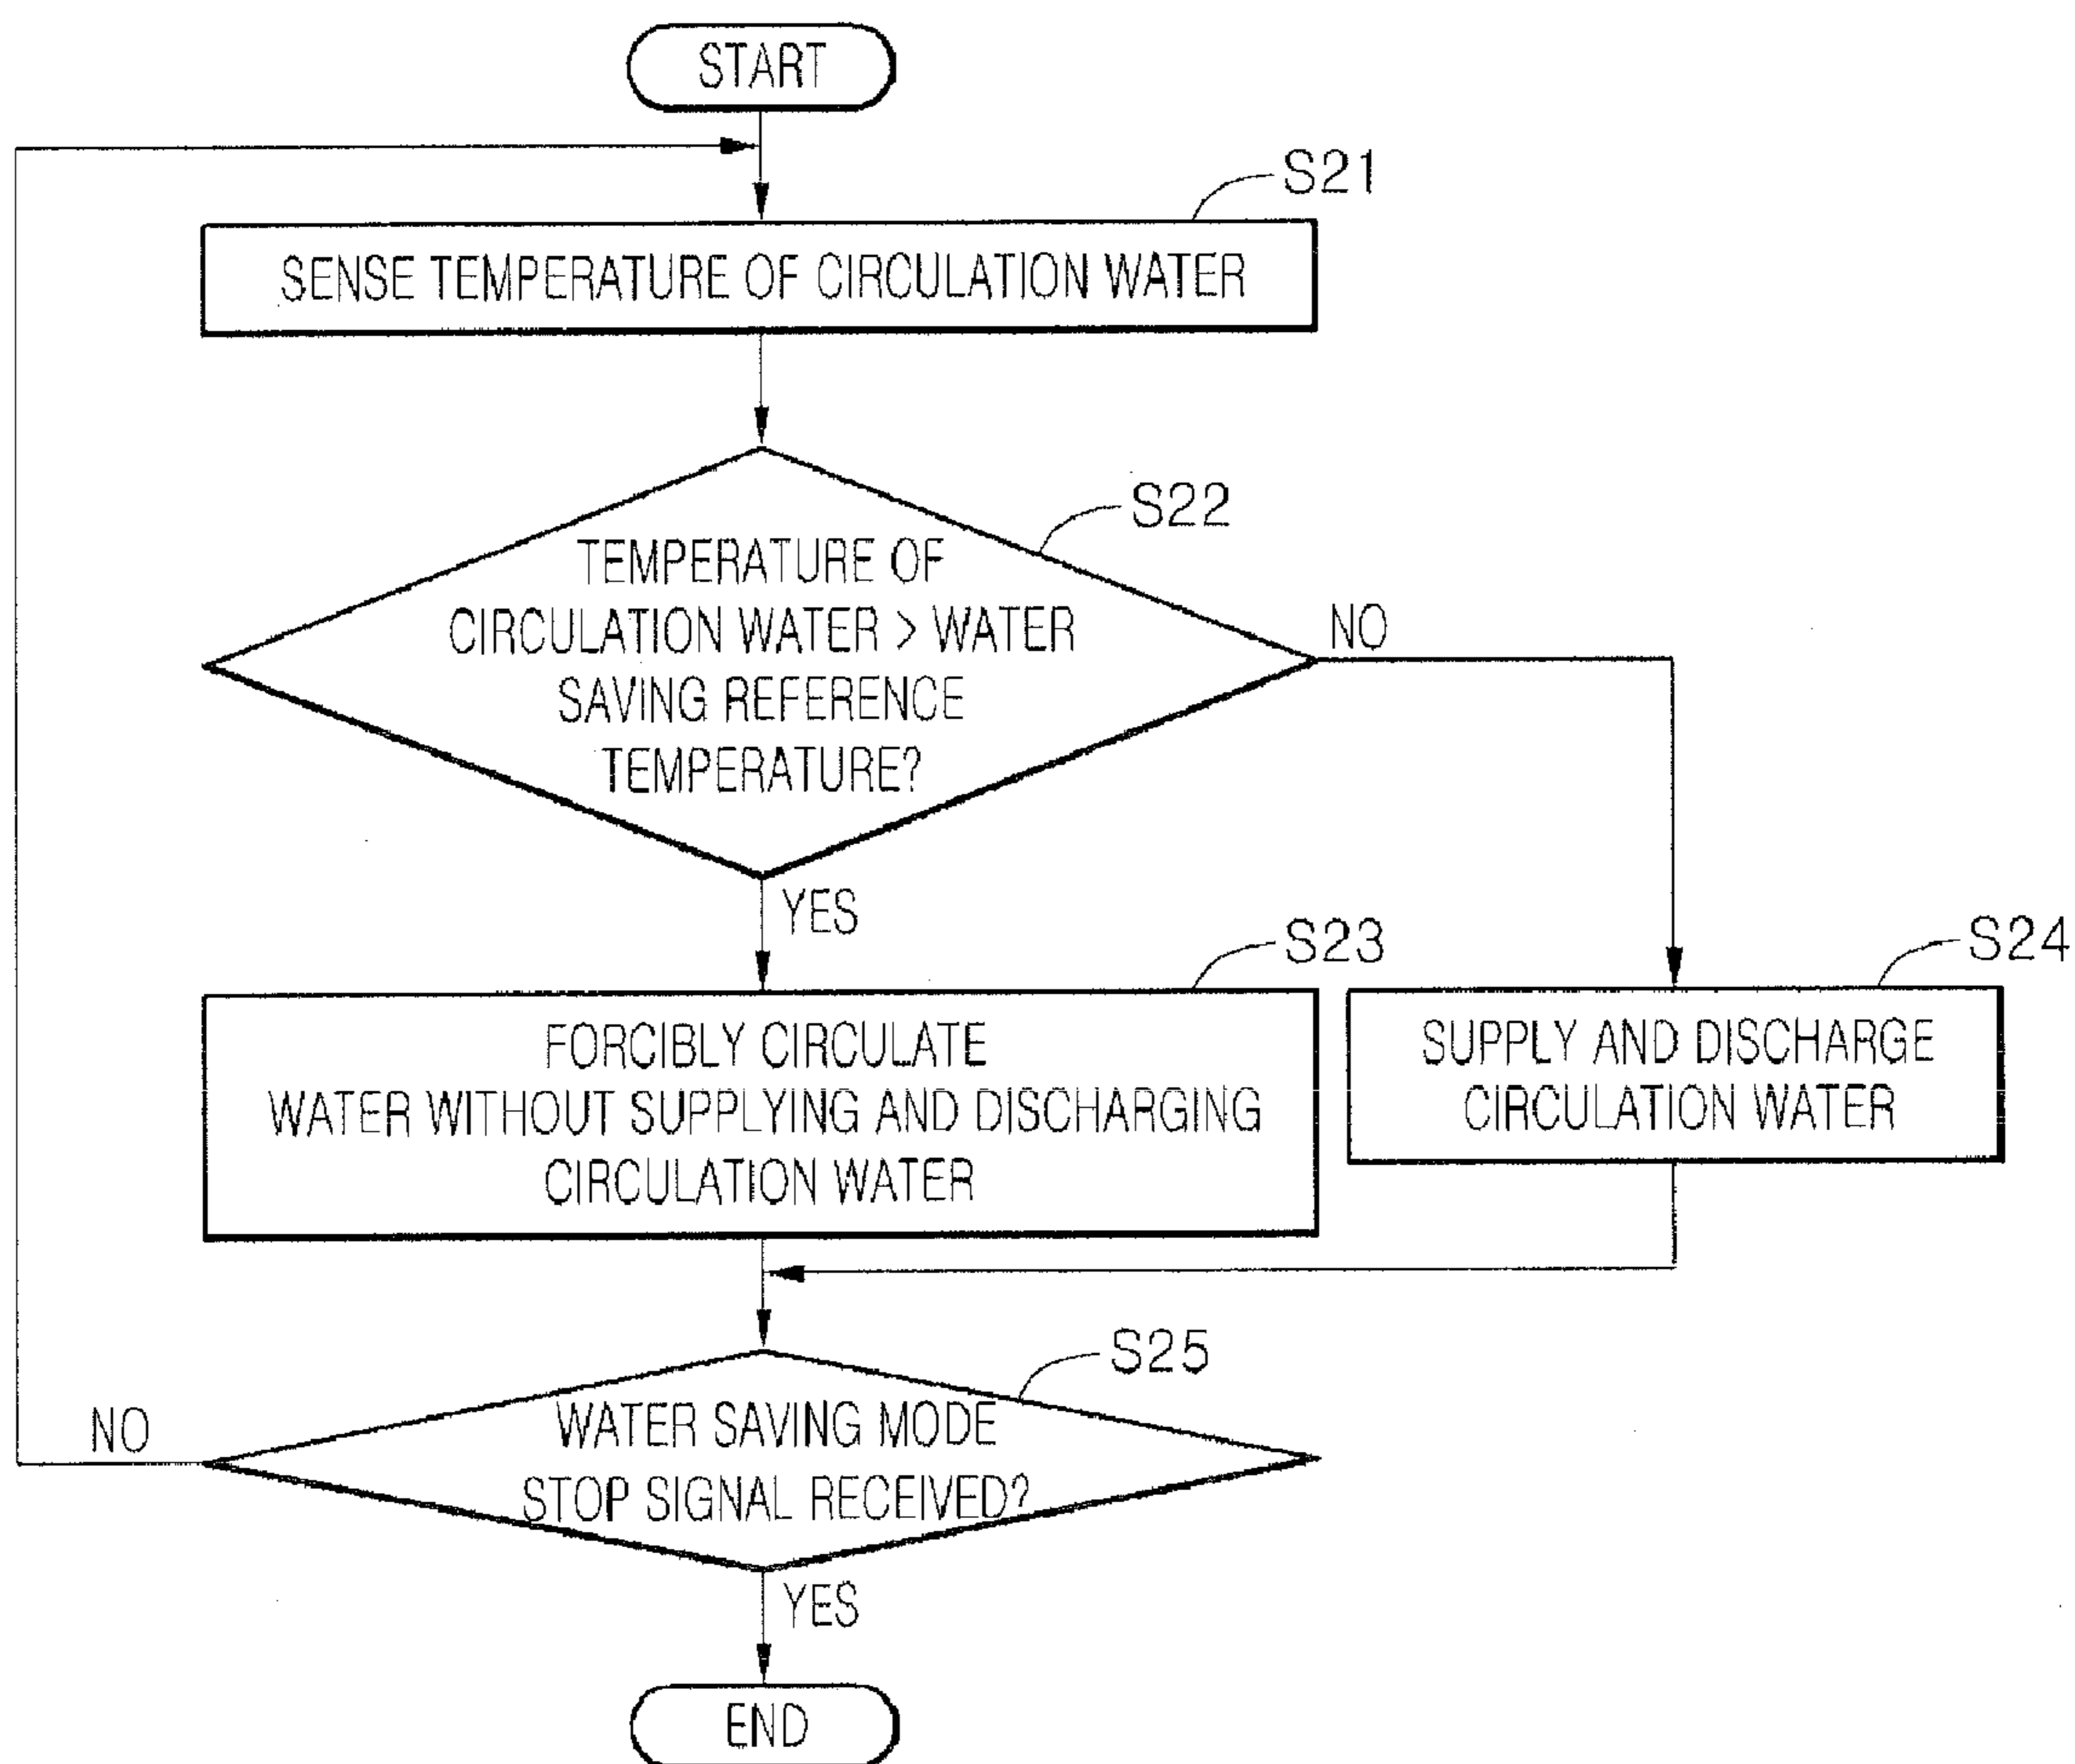 START
S21
SENSE TEMPERATURE OF CIRCULATION WATER
S22
TEMPERATURE OF
CIRCULATION WATER > WATER
SAVING REFERENCE
TEMPERATURE?
NO
YES
S23
FORCIBLY CIRCULATE
WATER WITHOUT SUPPLYING AND DISCHARGING
CIRCULATION WATER
S24
SUPPLY AND DISCHARGE
CIRCULATION WATER
S25
WATER SAVING MODE
STOP SIGNAL RECEIVED?
NO
YES
END